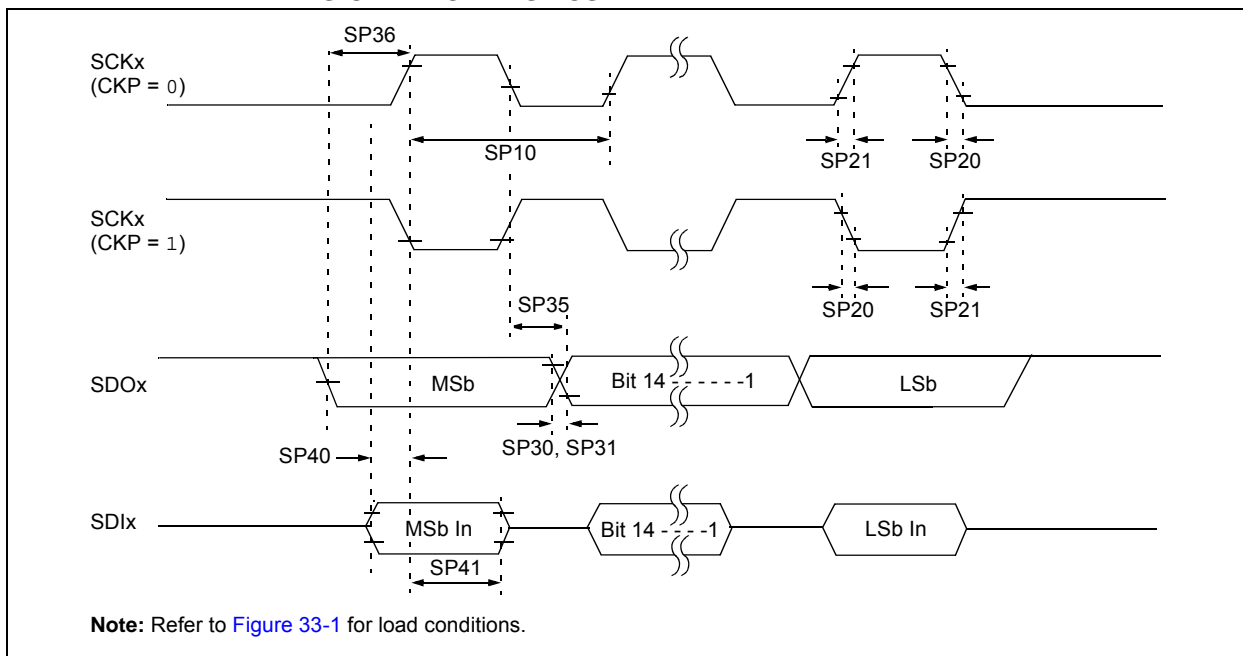 SP36
SCKx
(CKP = 0)
SP10
SP21
SP20
SCKx
(CKP = 1)
SP35
SP20
SP21
SDOx
MSb
Bit 14 - - - - - -1
LSb
SP40
SP30, SP31
SDIx
MSb In
Bit 14 - - - -1
LSb In
SP41
Note: Refer to Figure 33-1 for load conditions.